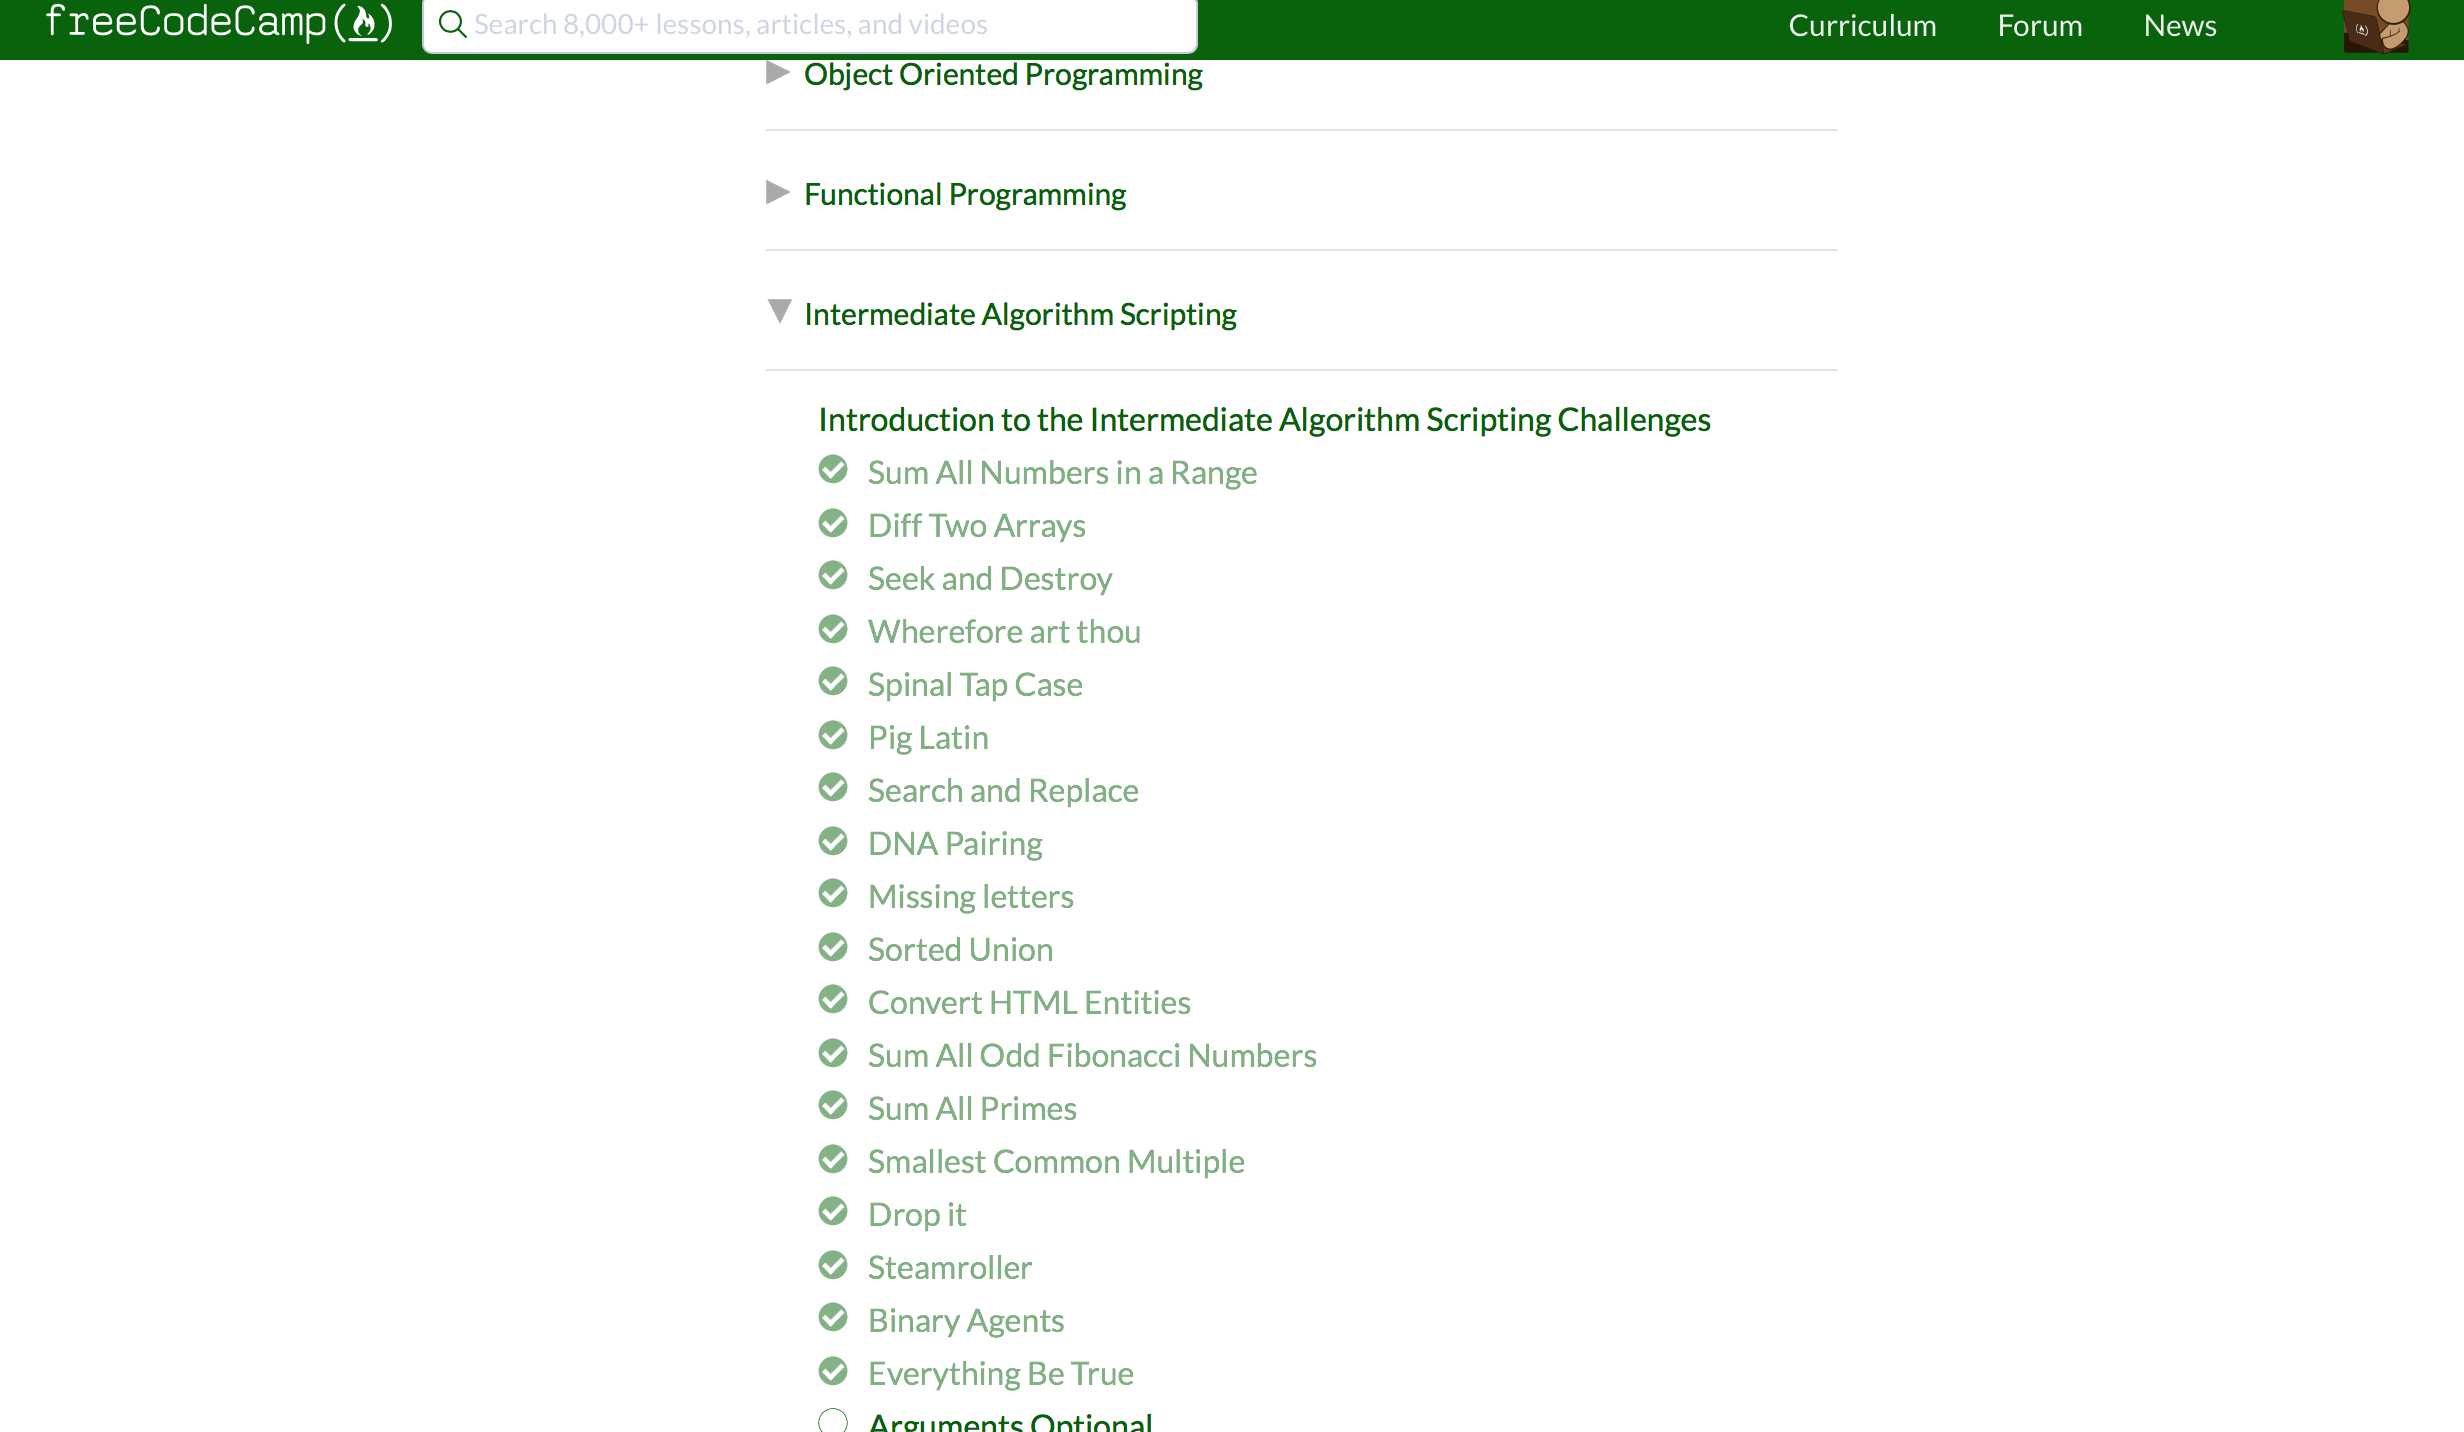 freeCodeCamp(🔥)
Search 8,000+ lessons, articles, and videos
Curriculum Forum News
Object Oriented Programming
Functional Programming
Intermediate Algorithm Scripting
Introduction to the Intermediate Algorithm Scripting Challenges
Sum All Numbers in a Range
Diff Two Arrays
Seek and Destroy
Wherefore art thou
Spinal Tap Case
Pig Latin
Search and Replace
DNA Pairing
Missing letters
Sorted Union
Convert HTML Entities
Sum All Odd Fibonacci Numbers
Sum All Primes
Smallest Common Multiple
Drop it
Steamroller
Binary Agents
Everything Be True
Arguments Optional